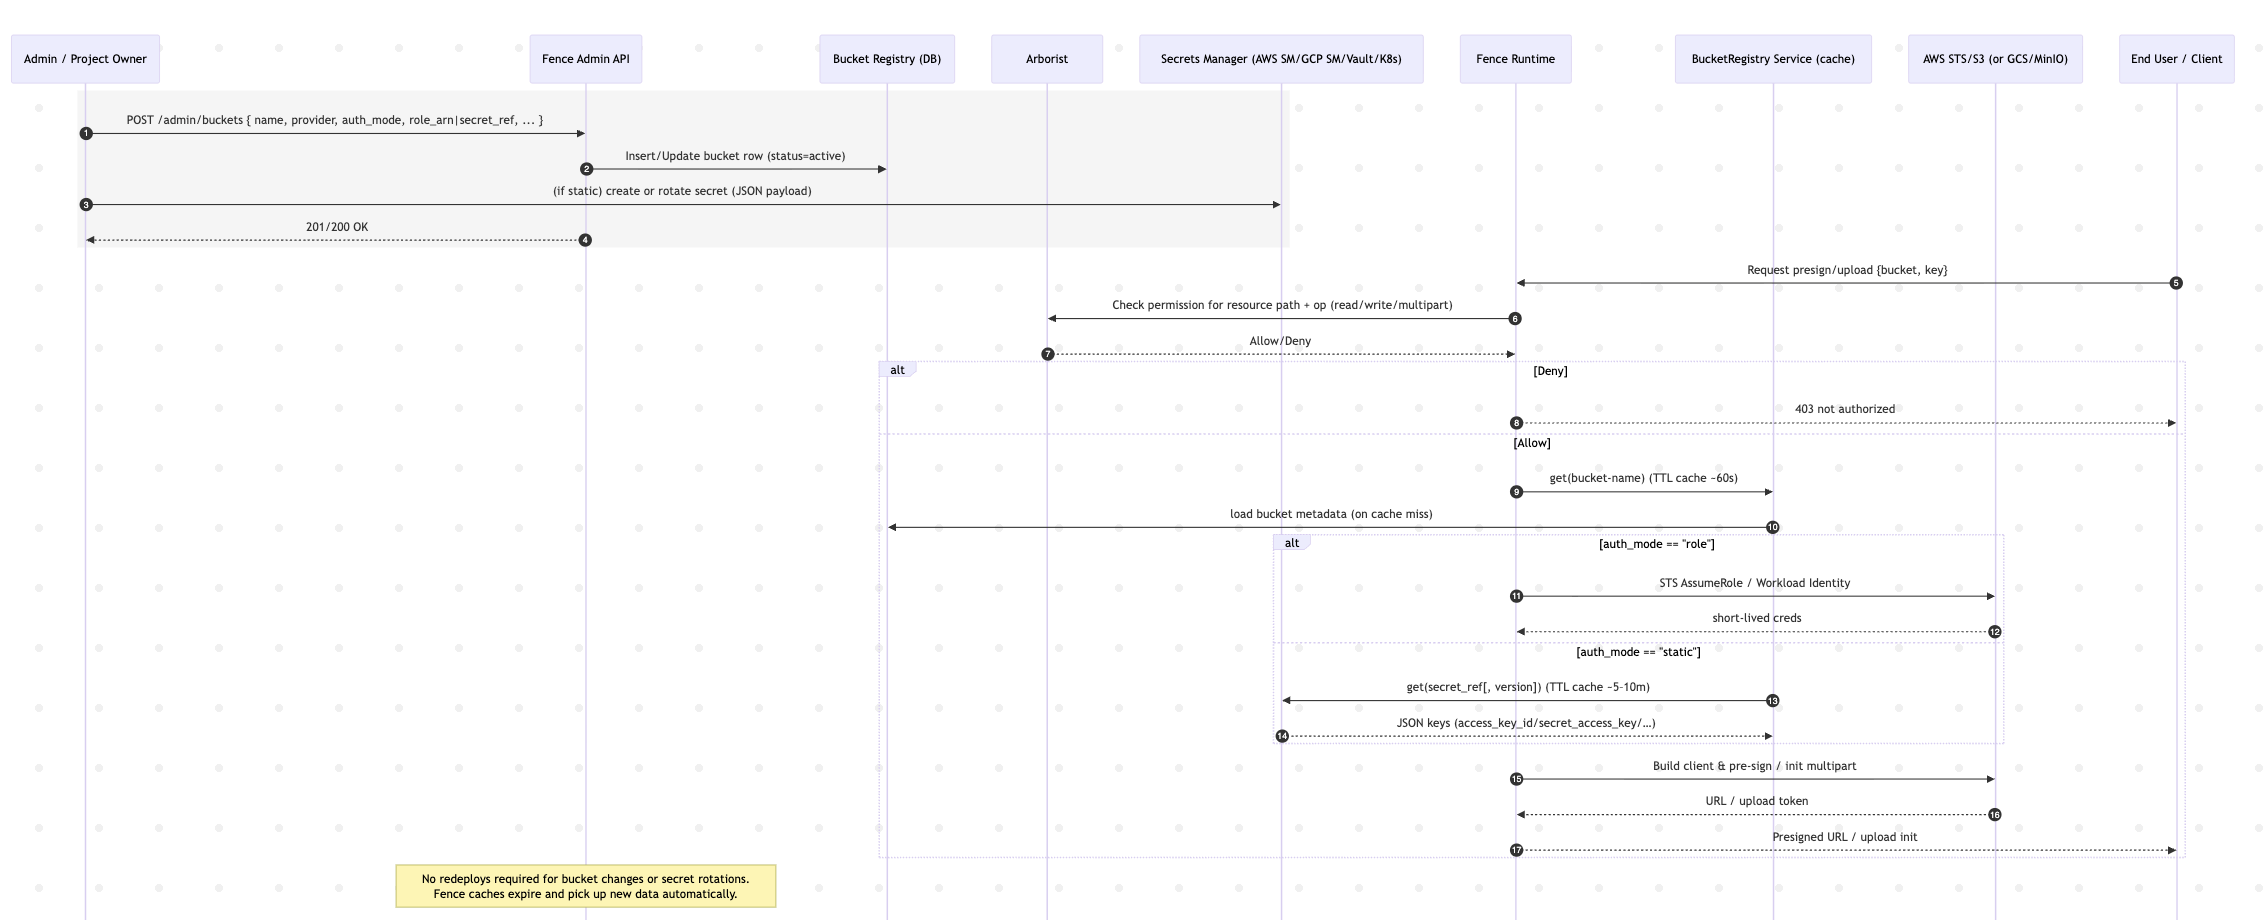 Admin / Project Owner
Fence Admin API
Bucket Registry (DB)
Arborist
Secrets Manager (AWS SM/GCP SM/Vault/K8s)
Fence Runtime
BucketRegistry Service (cache)
AWS STS/S3 (or GCS/MinIO)
End User / Client
POST /admin/buckets { name, provider, auth_mode, role_arn|secret_ref, ... }
1
Insert/Update bucket row (status=active)
2
(if static) create or rotate secret (JSON payload)
3
201/200 OK
4
Request presign/upload {bucket, key}
5
Check permission for resource path + op (read/write/multipart)
6
Allow/Deny
7
alt
[Deny]
403 not authorized
8
[Allow]
get(bucket-name) (TTL cache ~60s)
9
load bucket metadata (on cache miss)
10
alt
[auth_mode == "role"]
STS AssumeRole / Workload Identity
11
short-lived creds
12
[auth_mode == "static"]
get(secret_ref[, version]) (TTL cache ~5-10m)
13
JSON keys (access_key_id/secret_access_key/…)
14
Build client & pre-sign / init multipart
15
URL / upload token
16
Presigned URL / upload init
17
No redeploys required for bucket changes or secret rotations.
Fence caches expire and pick up new data automatically.